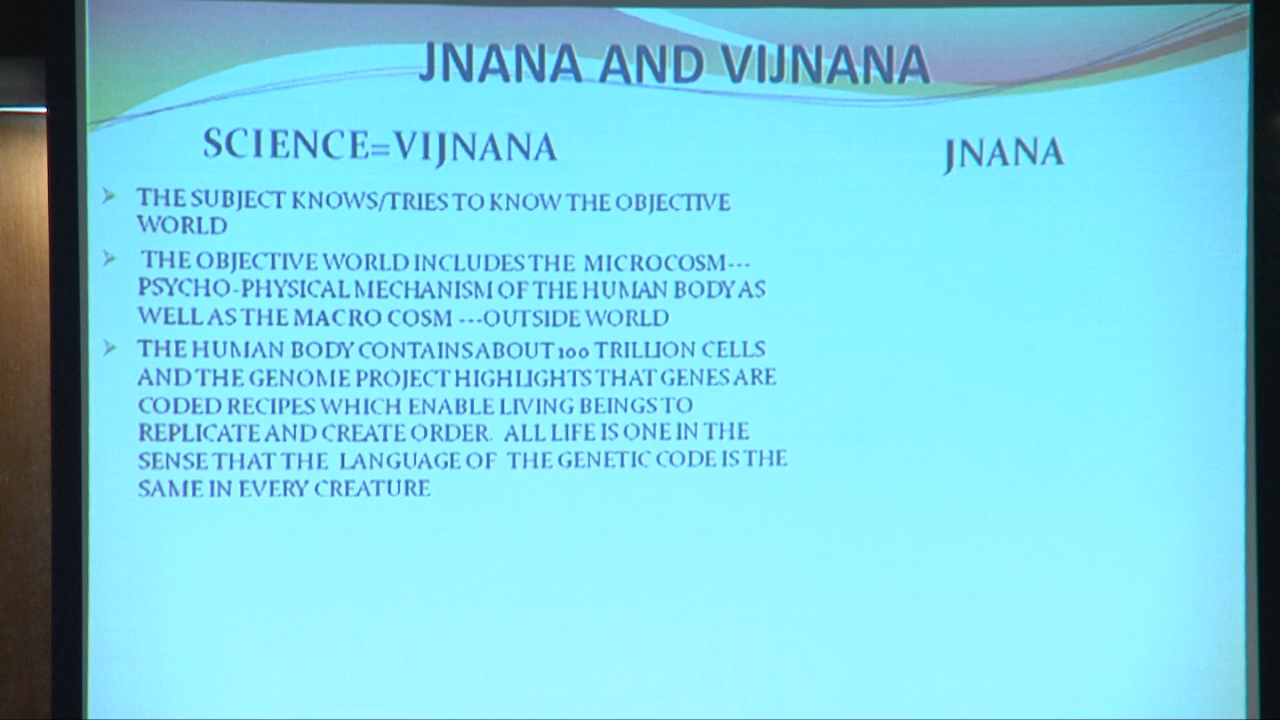 JNANA AND VIJNANA
SCIENCE=VIJNANA
JNANA
THE SUBJECT KNOWS/TRIES TO KNOW THE OBJECTIVE
WORLD
THE OBJECTIVE WORLD INCLUDES THE MICROCOSM---
PSYCHO-PHYSICAL MECHANISM OF THE HUMAN BODY AS
WELL AS THE MACRO COSM ---OUTSIDE WORLD
THE HUMAN BODY CONTAINS ABOUT 100 TRILLION CELLS
AND THE GENOME PROJECT HIGHLIGHTS THAT GENES ARE
CODED RECIPES WHICH ENABLE LIVING BEINGS TO
REPLICATE AND CREATE ORDER. ALL LIFE IS ONE IN THE
SENSE THAT THE LANGUAGE OF THE GENETIC CODE IS THE
SAME IN EVERY CREATURE